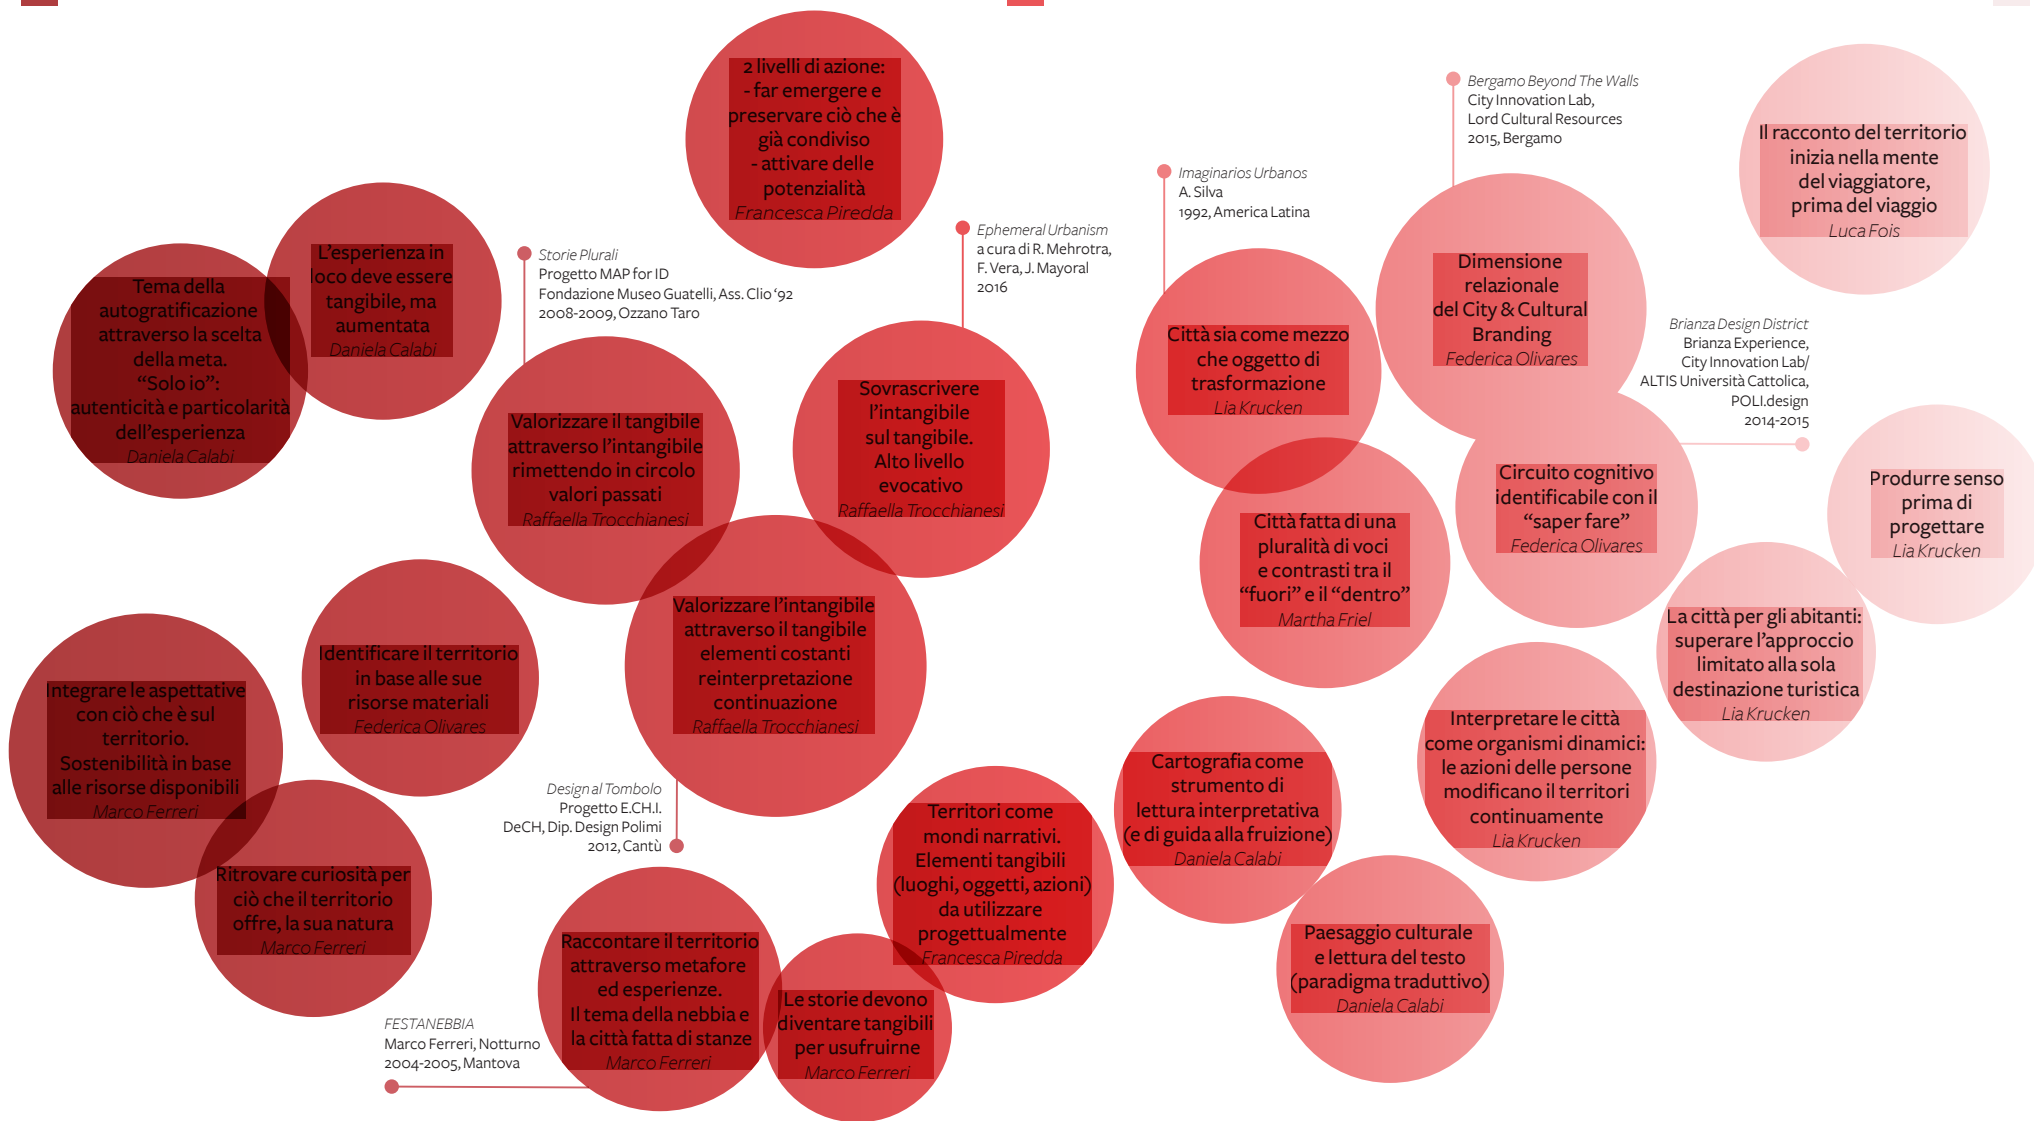 2 livelli di azione:
- far emergere e
preservare ciò che è
già condiviso
- attivare delle
potenzialità
Francesca Piredda
Bergamo Beyond The Walls
City Innovation Lab,
Lord Cultural Resources
2015, Bergamo
Il racconto del territorio
inizia nella mente
del viaggiatore,
prima del viaggio
Luca Fois
Imaginarios Urbanos
A. Silva
1992, America Latina
Ephemeral Urbanism
a cura di R. Mehrotra,
F. Vera, J. Mayoral
2016
L'esperienza in
loco deve essere
tangibile, ma
aumentata
Daniela Calabi
Storie Plurali
Progetto MAP for ID
Fondazione Museo Guatelli, Ass. Clio ‘92
2008-2009, Ozzano Taro
Tema della
autogratificazione
attraverso la scelta
della meta.
“Solo io”:
autenticità e particolarità
dell'esperienza
Daniela Calabi
Dimensione
relazionale
del City & Cultural
Branding
Federica Olivares
Città sia come mezzo
che oggetto di
trasformazione
Lia Krucken
Brianza Design District
Brianza Experience,
City Innovation Lab/
ALTIS Università Cattolica,
POLI.design
2014-2015
Valorizzare il tangibile
attraverso l'intangibile
rimettendo in circolo
valori passati
Raffaella Trocchianesi
Sovrascrivere
l'intangibile
sul tangibile.
Alto livello
evocativo
Raffaella Trocchianesi
Circuito cognitivo
identificabile con il
“saper fare”
Federica Olivares
Produrre senso
prima di
progettare
Lia Krucken
Città fatta di una
pluralità di voci
e contrasti tra il
“fuori” e il “dentro”
Martha Friel
Valorizzare l'intangibile
attraverso il tangibile
elementi costanti
reinterpretazione
continuazione
Raffaella Trocchianesi
La città per gli abitanti:
superare l'approccio
limitato alla sola
destinazione turistica
Lia Krucken
Identificare il territorio
in base alle sue
risorse materiali
Federica Olivares
Integrare le aspettative
con ciò che è sul
territorio.
Sostenibilità in base
alle risorse disponibili
Marco Ferreri
Interpretare le città
come organismi dinamici:
le azioni delle persone
modificano il territori
continuamente
Lia Krucken
Cartografia come
strumento di
lettura interpretativa
(e di guida alla fruizione)
Daniela Calabi
Design al Tombolo
Progetto E.CH.I.
DeCH, Dip. Design Polimi
2012, Cantù
Territori come
mondi narrativi.
Elementi tangibili
(luoghi, oggetti, azioni)
da utilizzare
progettualmente
Francesca Piredda
Ritrovare curiosità per
ciò che il territorio
offre, la sua natura
Marco Ferreri
Raccontare il territorio
attraverso metafore
ed esperienze.
Il tema della nebbia e
la città fatta di stanze
Marco Ferreri
Paesaggio culturale
e lettura del testo
(paradigma traduttivo)
Daniela Calabi
Le storie devono
diventare tangibili
per usufruirne
Marco Ferreri
FESTANEBBIA
Marco Ferreri, Notturno
2004-2005, Mantova